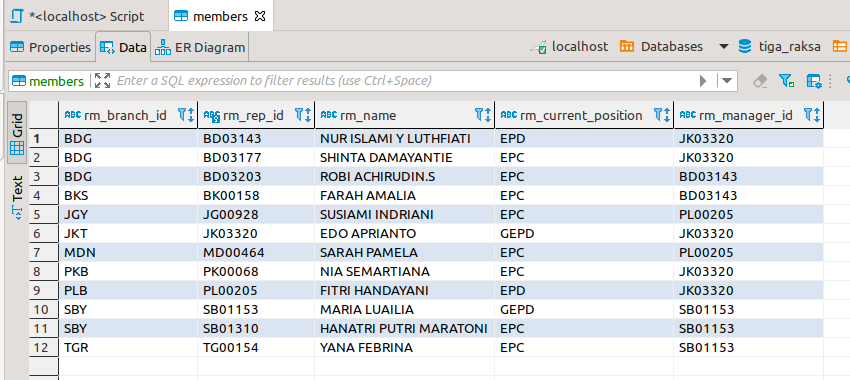 *<localhost> Script members
Properties Data ER Diagram localhost Databases tiga_raksa
members Enter a SQL expression to filter results (use Ctrl+Space)
Grid
Text
ABC rm_branch_id ABC rm_rep_id ABC rm_name ABC rm_current_position ABC rm_manager_id
1 BDG BD03143 NUR ISLAMI Y LUTHFIATI EPD JK03320
2 BDG BD03177 SHINTA DAMAYANTIE EPC JK03320
3 BDG BD03203 ROBI ACHIRUDIN.S EPC BD03143
4 BKS BK00158 FARAH AMALIA EPC BD03143
5 JGY JG00928 SUSIAMI INDRIANI EPC PL00205
6 JKT JK03320 EDO APRIANTO GEPD JK03320
7 MDN MD00464 SARAH PAMELA EPC PL00205
8 PKB PK00068 NIA SEMARTIANA EPC JK03320
9 PLB PL00205 FITRI HANDAYANI EPD JK03320
10 SBY SB01153 MARIA LUAILIA GEPD SB01153
11 SBY SB01310 HANATRI PUTRI MARATONI EPC SB01153
12 TGR TG00154 YANA FEBRINA EPC SB01153